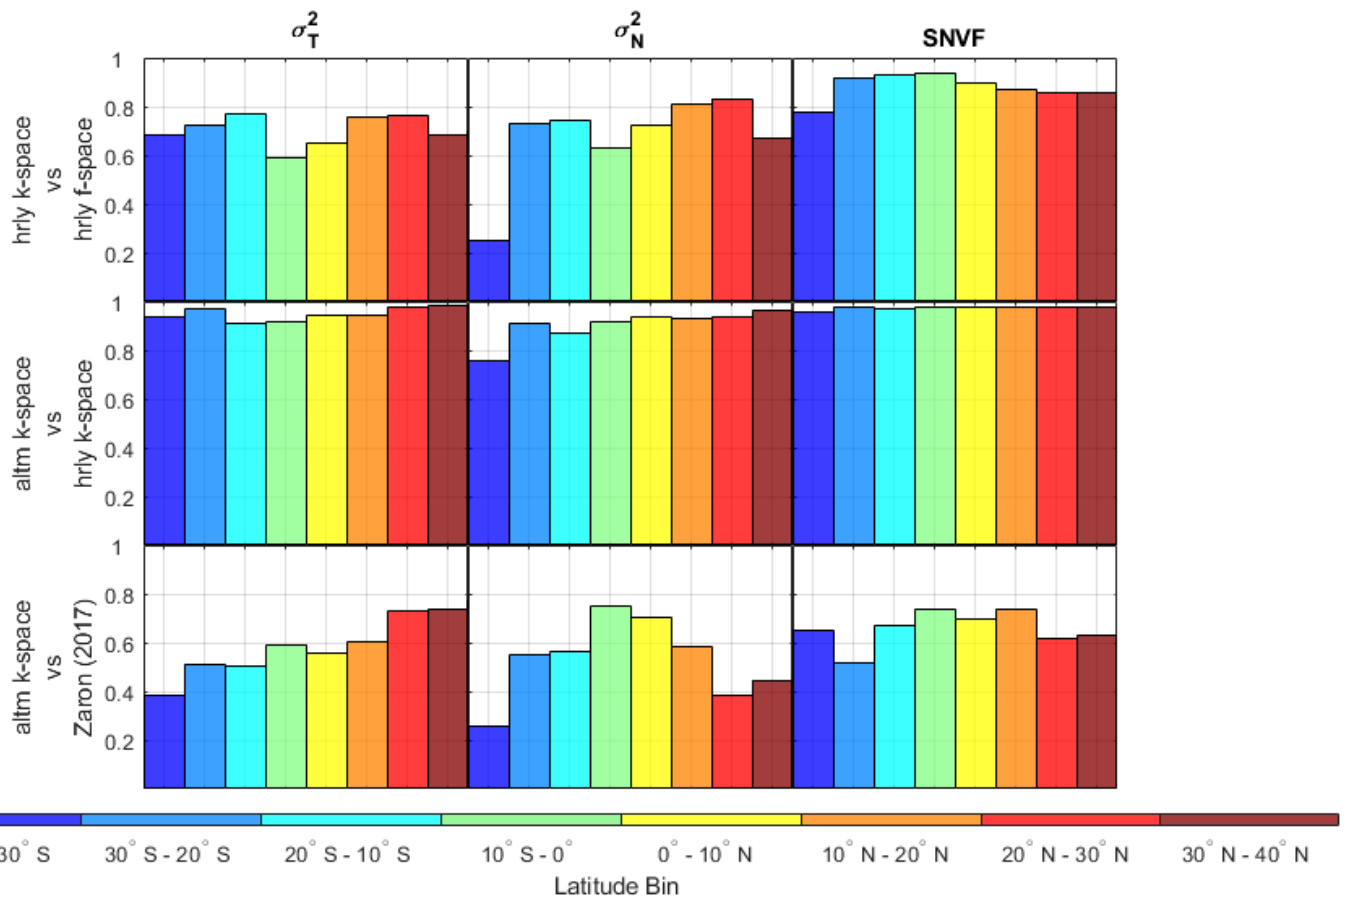 σ²T σ²N SNVF
hrly k-space
vs
hrly f-space
1
0.8
0.6
0.4
0.2
altm k-space
vs
hrly k-space
1
0.8
0.6
0.4
0.2
altm k-space
vs
Zaron (2017)
1
0.8
0.6
0.4
0.2
30° S 30° S - 20° S 20° S - 10° S 10° S - 0° 0° - 10° N 10° N - 20° N 20° N - 30° N 30° N - 40° N
Latitude Bin